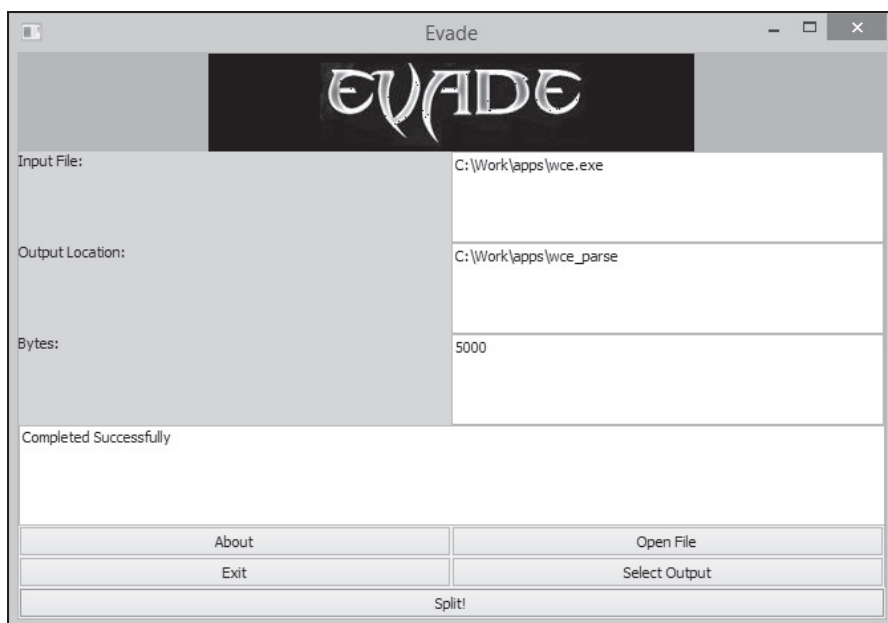 Evade
EVADE
Input File:
C:\Work\apps\wce.exe
Output Location:
C:\Work\apps\wce_parse
Bytes:
5000
Completed Successfully
About
Open File
Exit
Select Output
Split!